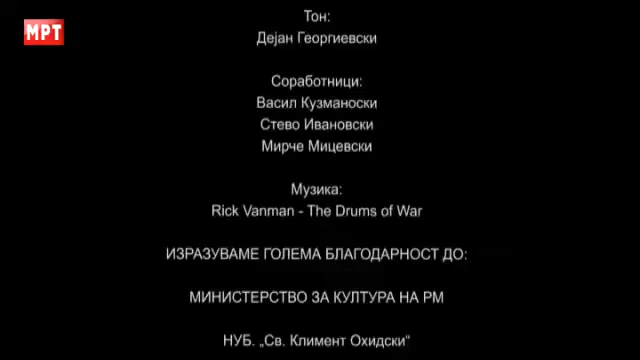 МРТ
Тон:
Дејан Георгиевски
Соработници:
Васил Кузманоски
Стево Ивановски
Мирче Мицевски
Музика:
Rick Vanman - The Drums of War
ИЗРАЗУВАМЕ ГОЛЕМА БЛАГОДАРНОСТ ДО:
МИНИСТЕРСТВО ЗА КУЛТУРА НА РМ
НУБ. „Св. Климент Охидски“